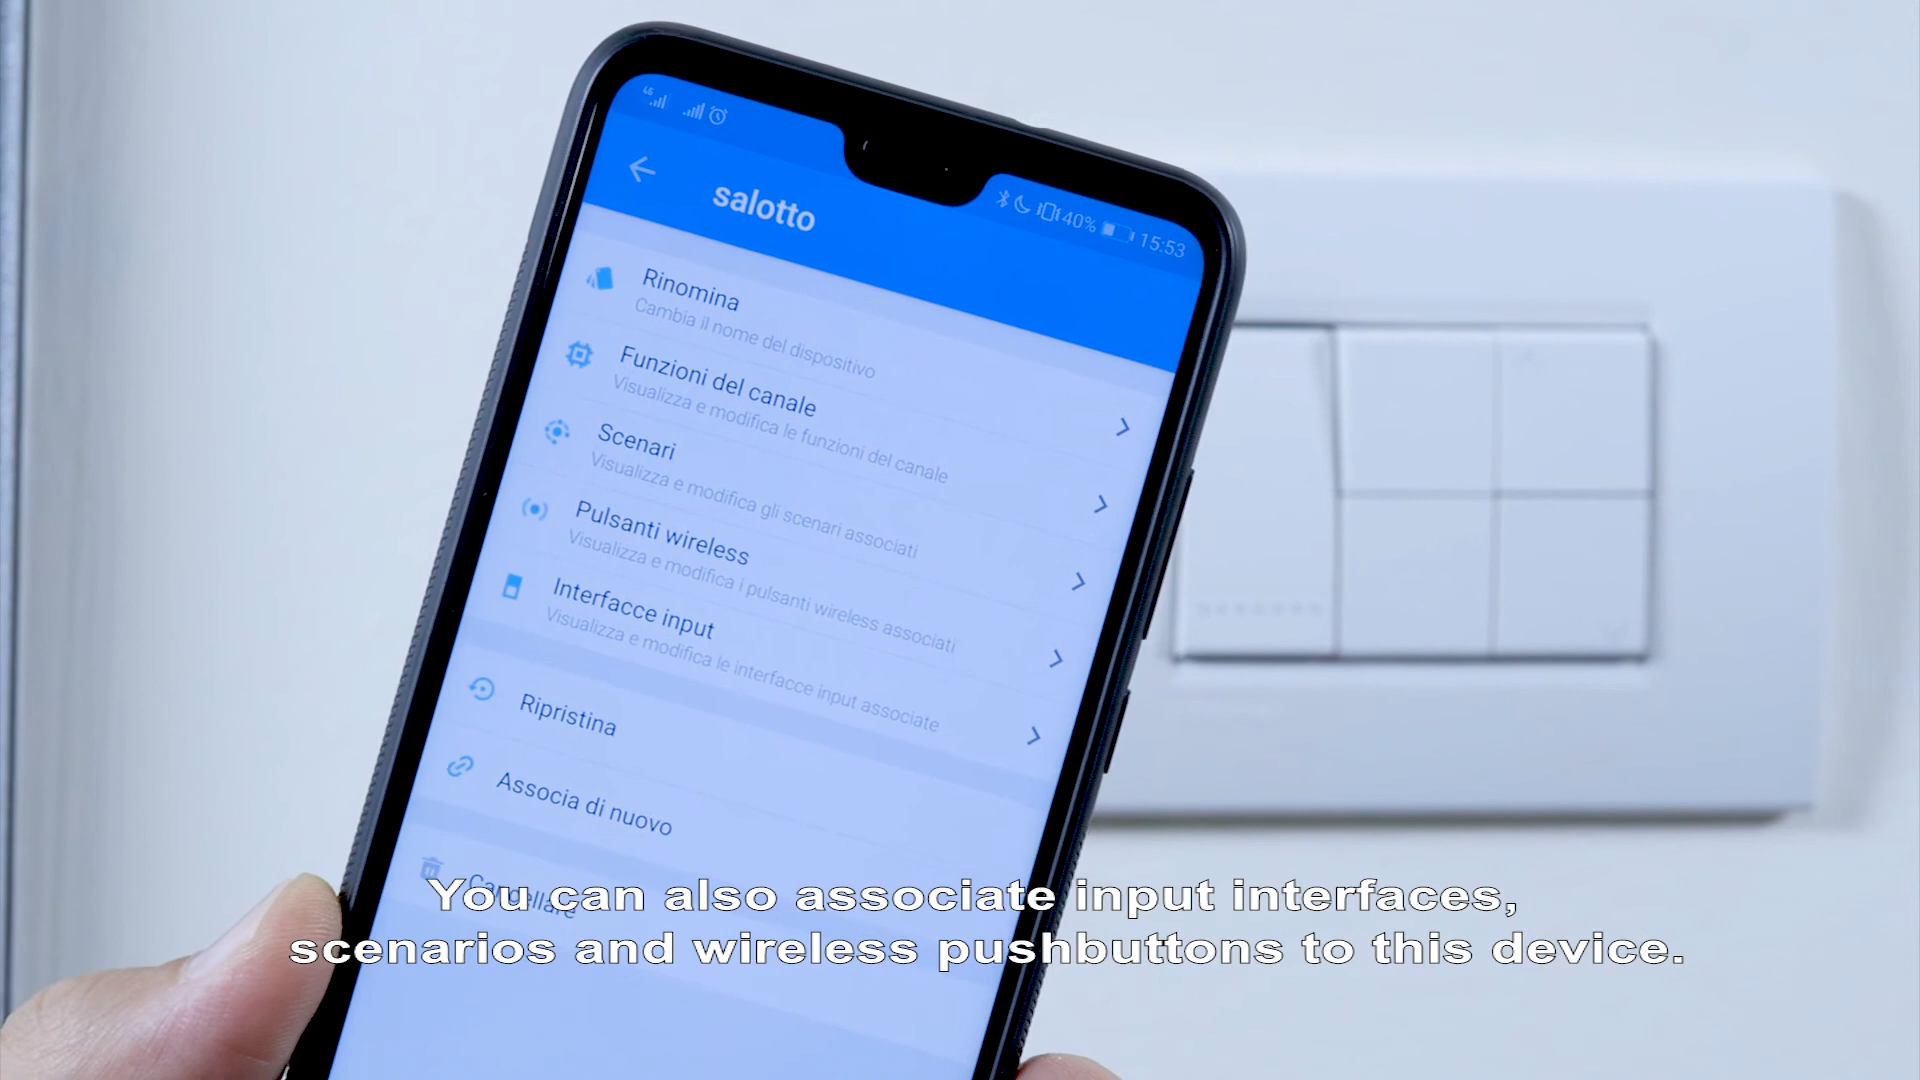 4G
40% 15:53
salotto
Rinomina
Cambia il nome del dispositivo
Funzioni del canale
Visualizza e modifica le funzioni del canale
Scenari
Visualizza e modifica gli scenari associati
Pulsanti wireless
Visualizza e modifica i pulsanti wireless associati
Interfacce input
Visualizza e modifica le interfacce input associate
Ripristina
Associa di nuovo
Cancellare
You can also associate input interfaces,
scenarios and wireless pushbuttons to this device.